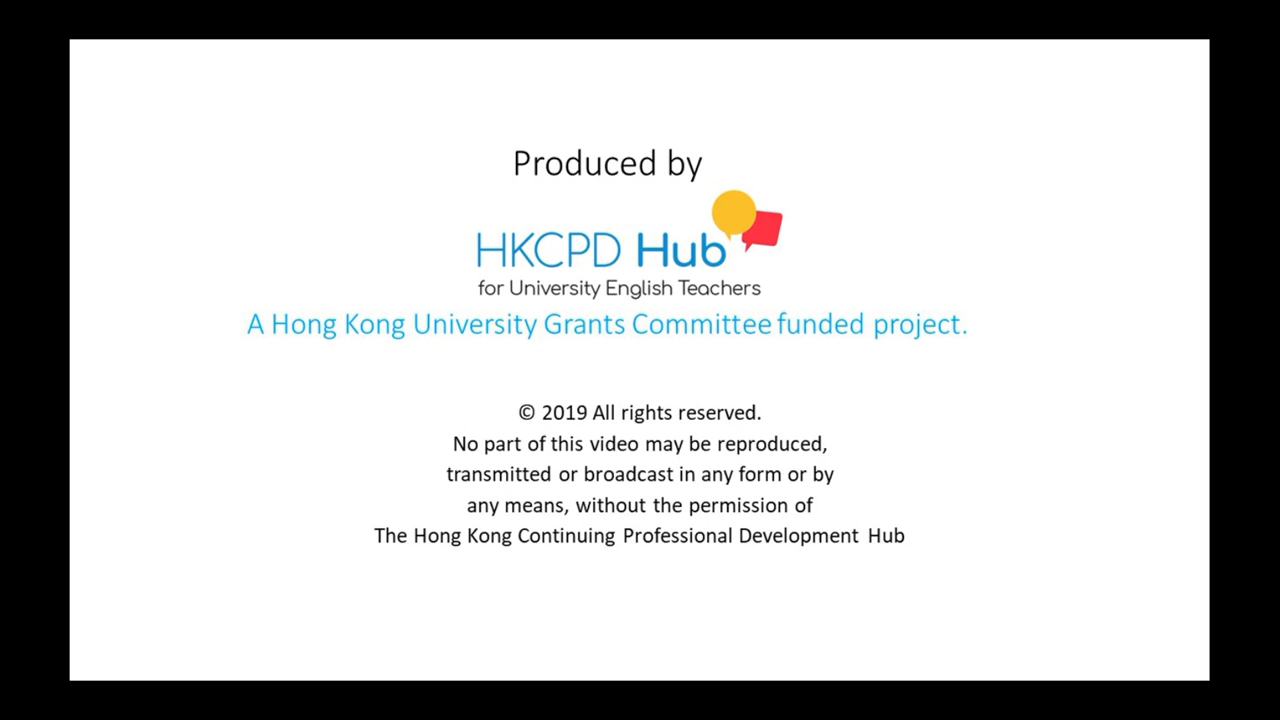 Produced by
HKCPD Hub
for University English Teachers
A Hong Kong University Grants Committee funded project.
© 2019 All rights reserved.
No part of this video may be reproduced,
transmitted or broadcast in any form or by
any means, without the permission of
The Hong Kong Continuing Professional Development Hub